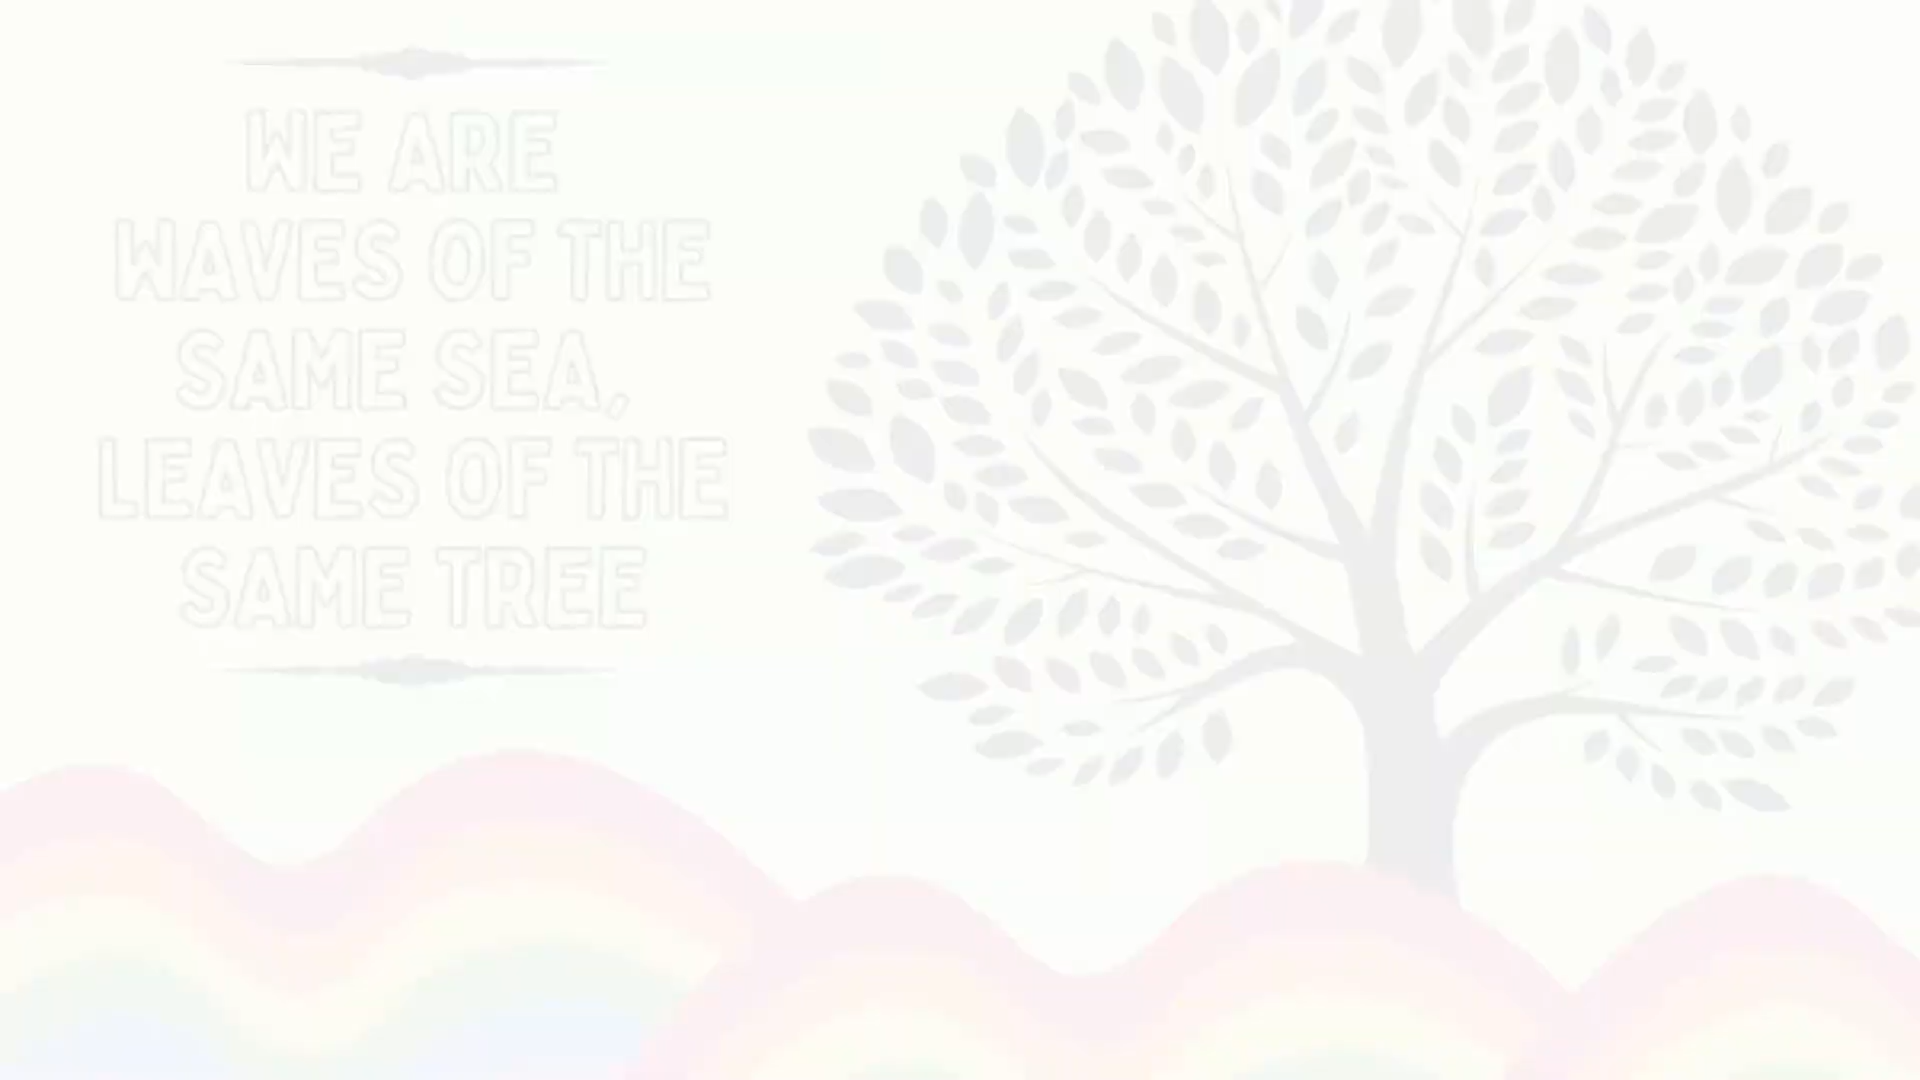 WE ARE
WAVES OF THE
SAME SEA,
LEAVES OF THE
SAME TREE